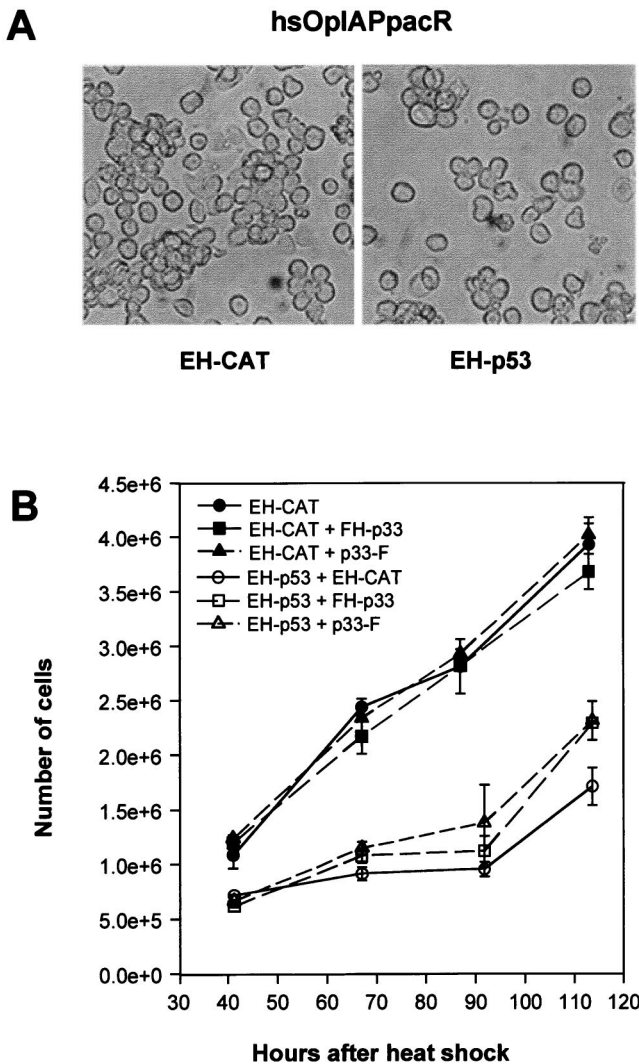 A
hsOpIAPpacR
EH-CAT
EH-p53
B
EH-CAT
EH-CAT + FH-p33
EH-CAT + p33-F
EH-p53 + EH-CAT
EH-p53 + FH-p33
EH-p53 + p33-F
4.5e+6
4.0e+6
3.5e+6
3.0e+6
2.5e+6
2.0e+6
1.5e+6
1.0e+6
5.0e+5
0.0e+0
Number of cells
30 40 50 60 70 80 90 100 110 120
Hours after heat shock